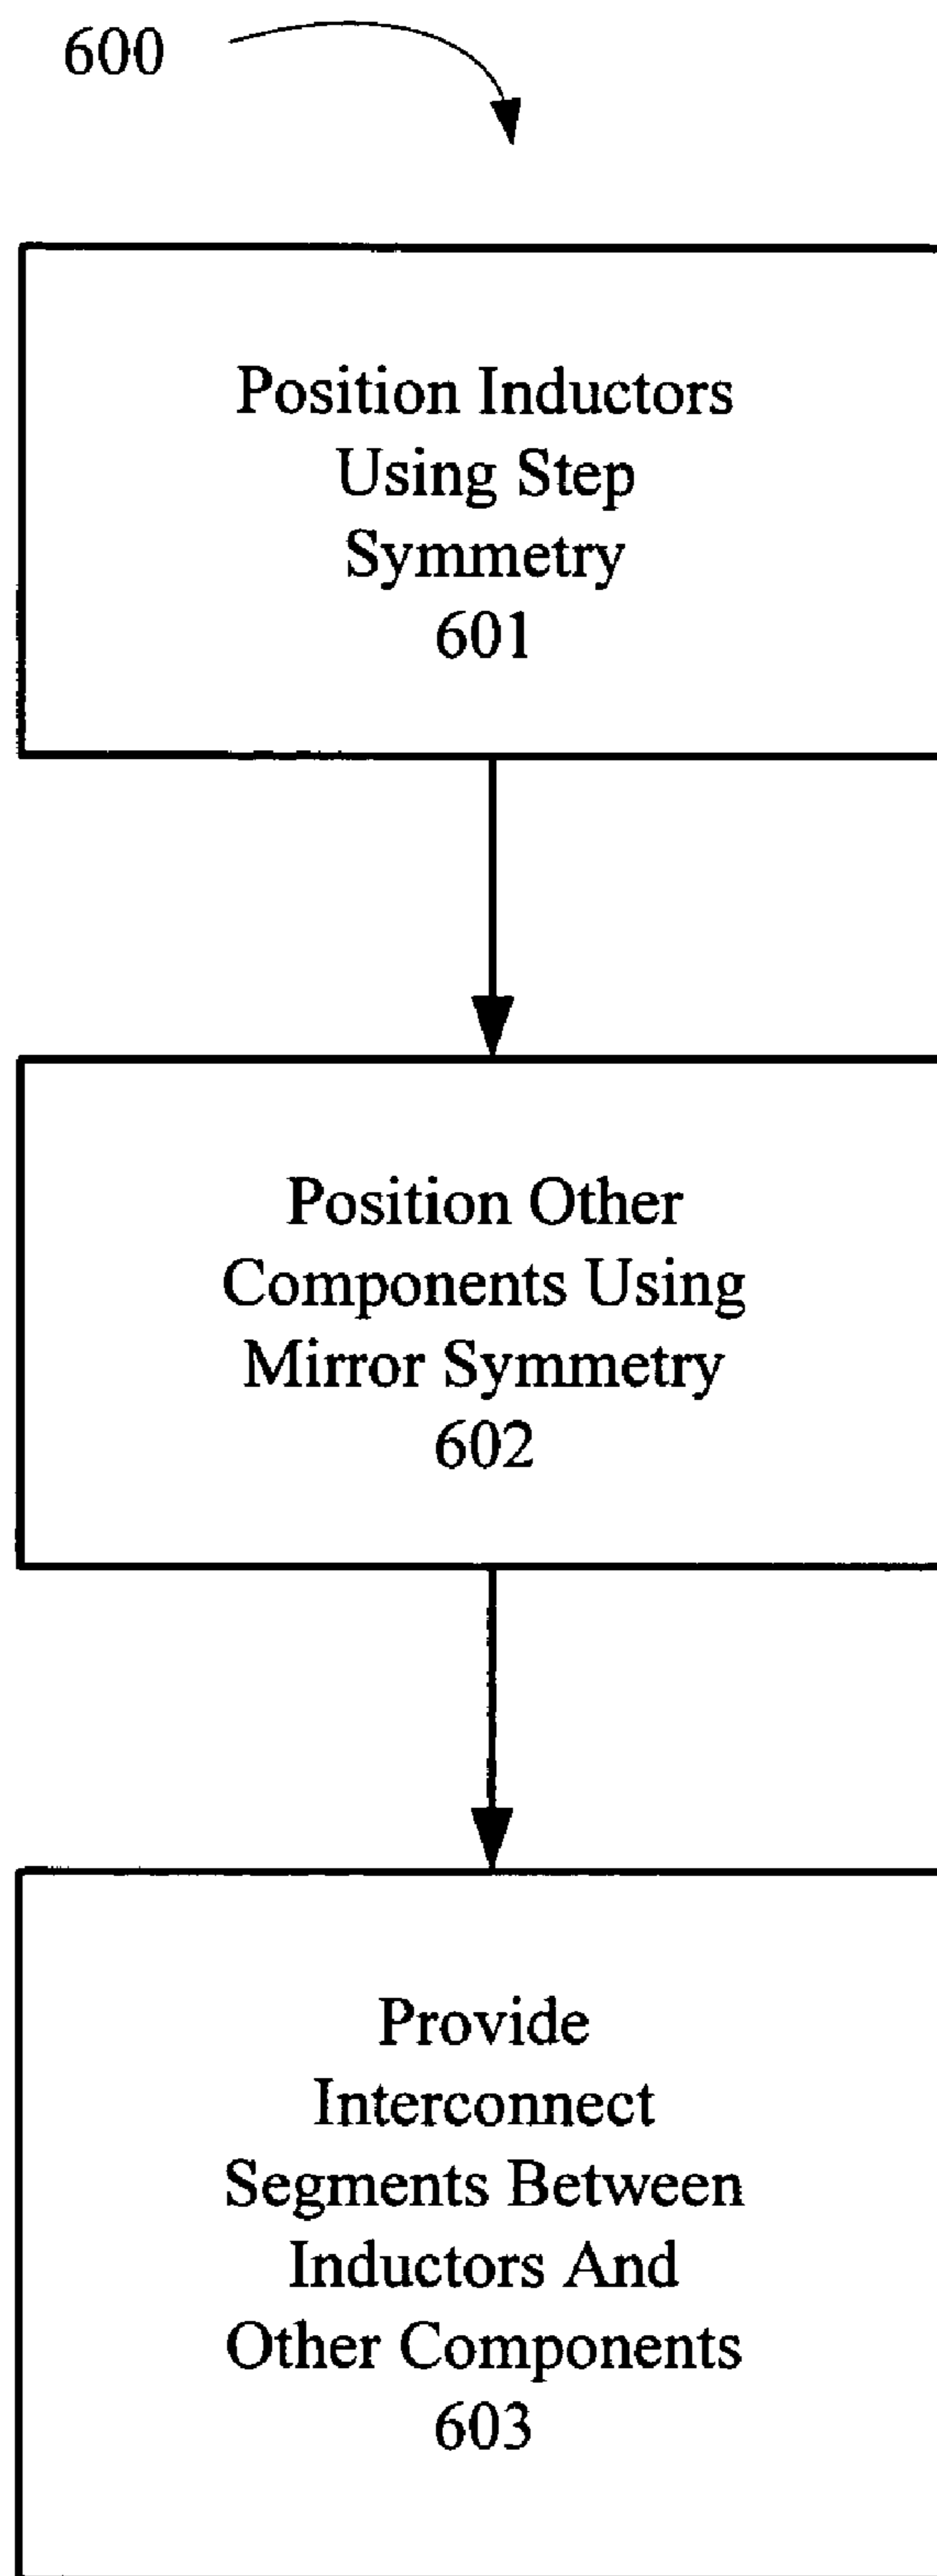 600
Position Inductors
Using Step
Symmetry
601
Position Other
Components Using
Mirror Symmetry
602
Provide
Interconnect
Segments Between
Inductors And
Other Components
603